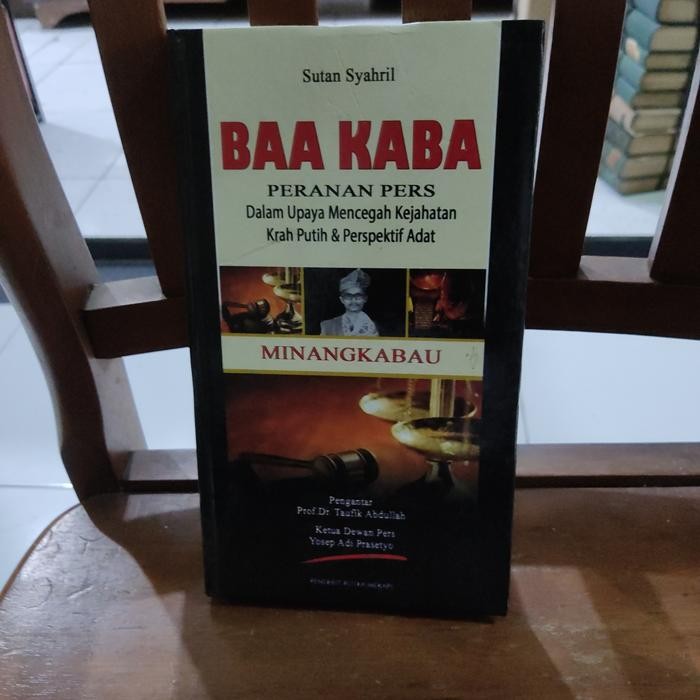 Sutan Syahril
BAA KABA
PERANAN PERS
Dalam Upaya Mencegah Kejahatan
Krah Putih & Perspektif Adat
MINANGKABAU
Pengantar
Prof.Dr. Taufik Abdullah
Ketua Dewan Pers
Yosep Adi Prasetyo
PENERBIT